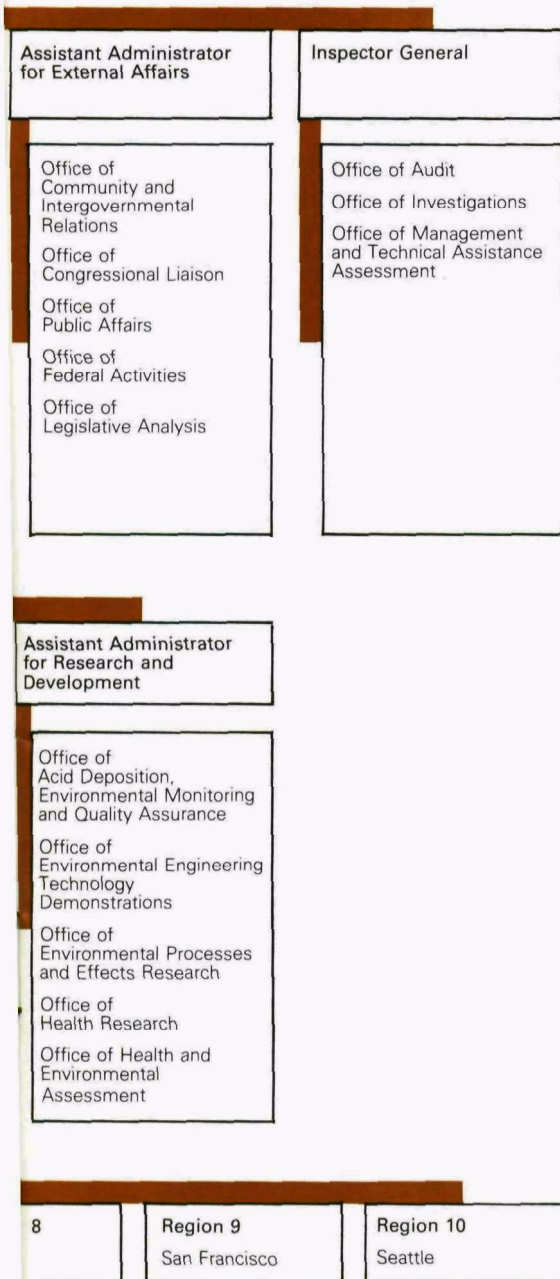 Assistant Administrator
for External Affairs
Office of
Community and
Intergovernmental
Relations
Office of
Congressional Liaison
Office of
Public Affairs
Office of
Federal Activities
Office of
Legislative Analysis
Inspector General
Office of Audit
Office of Investigations
Office of Management
and Technical Assistance
Assessment
Assistant Administrator
for Research and
Development
Office of
Acid Deposition,
Environmental Monitoring
and Quality Assurance
Office of
Environmental Engineering
Technology
Demonstrations
Office of
Environmental Processes
and Effects Research
Office of
Health Research
Office of Health and
Environmental
Assessment
8
Region 9
San Francisco
Region 10
Seattle